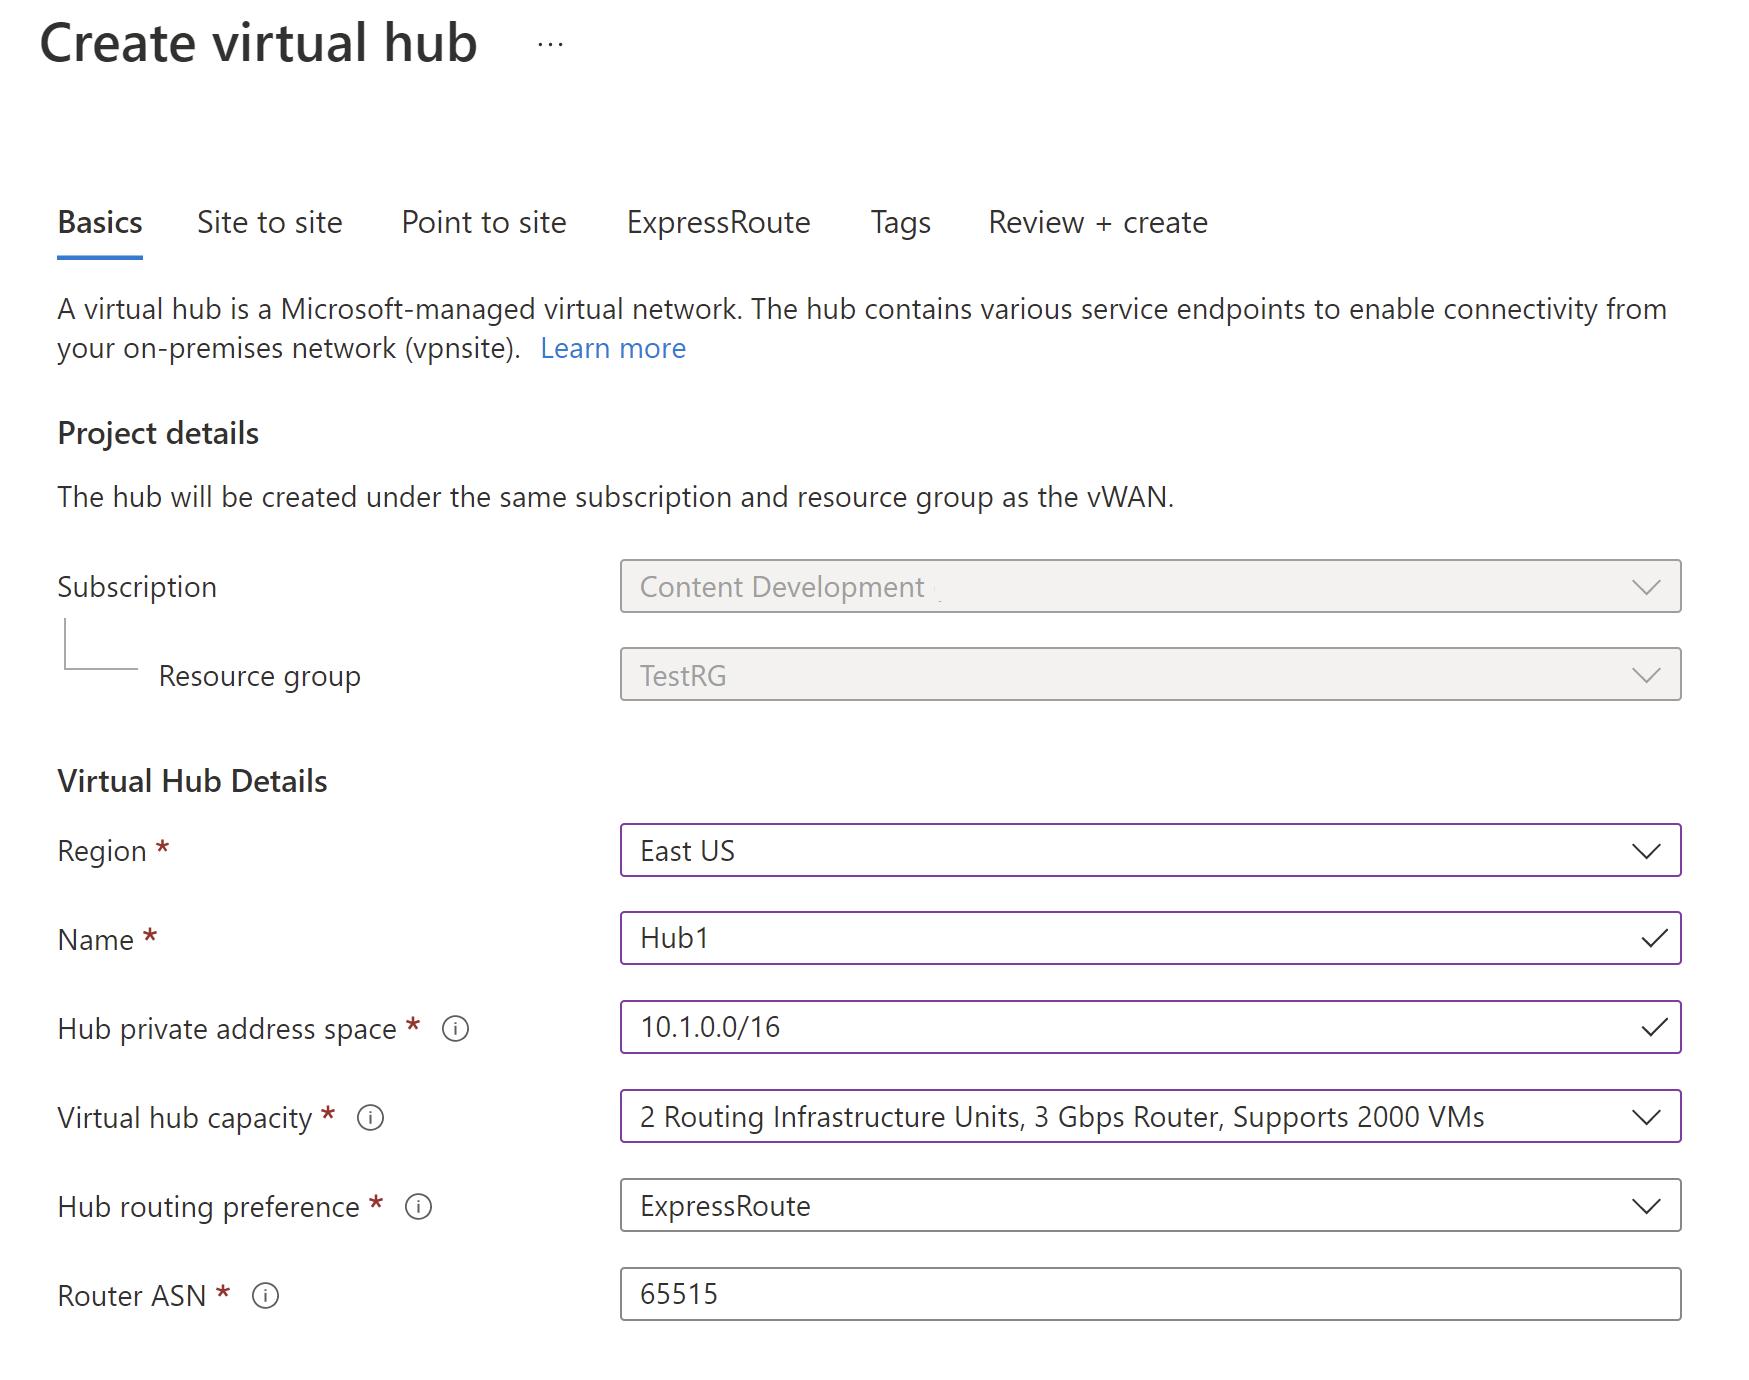 Create virtual hub ...
Basics Site to site Point to site ExpressRoute Tags Review + create
A virtual hub is a Microsoft-managed virtual network. The hub contains various service endpoints to enable connectivity from
your on-premises network (vpnsite). Learn more
Project details
The hub will be created under the same subscription and resource group as the vWAN.
Subscription Content Development
Resource group TestRG
Virtual Hub Details
Region * East US
Name * Hub1
Hub private address space * 10.1.0.0/16
Virtual hub capacity * 2 Routing Infrastructure Units, 3 Gbps Router, Supports 2000 VMs
Hub routing preference * ExpressRoute
Router ASN * 65515